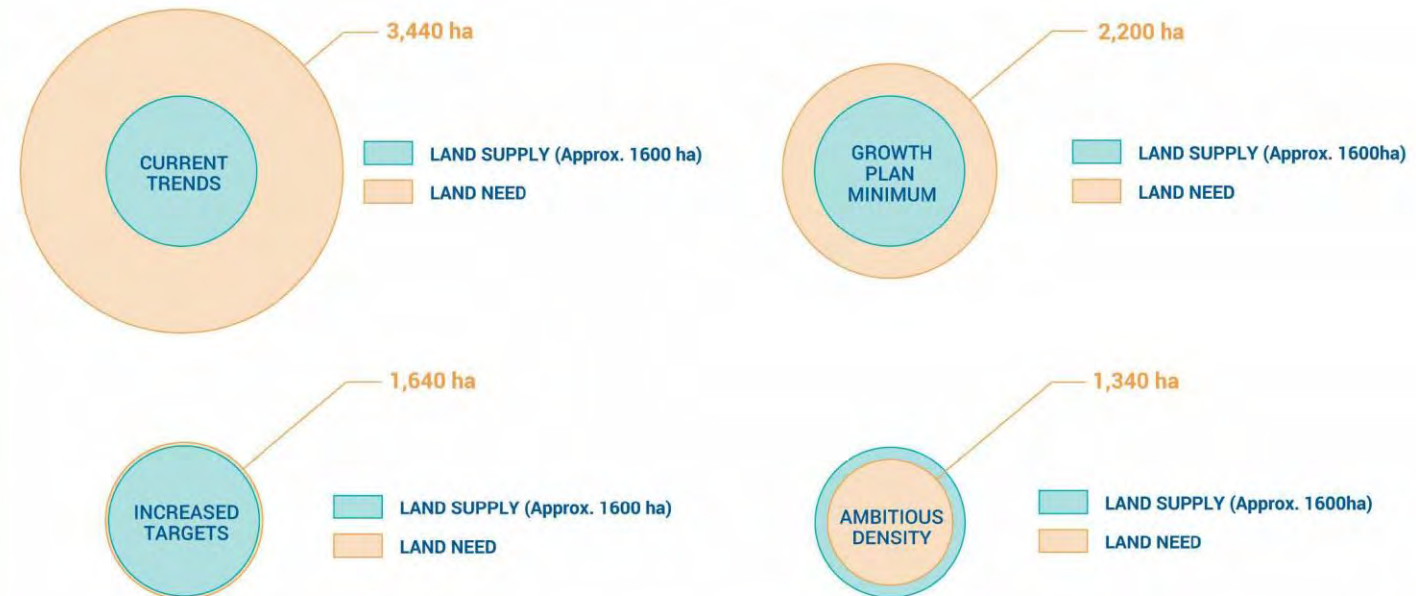 3,440 ha
CURRENT
TRENDS
LAND SUPPLY (Approx. 1600 ha)
LAND NEED
2,200 ha
GROWTH
PLAN
MINIMUM
LAND SUPPLY (Approx. 1600ha)
LAND NEED
1,640 ha
INCREASED
TARGETS
LAND SUPPLY (Approx. 1600 ha)
LAND NEED
1,340 ha
AMBITIOUS
DENSITY
LAND SUPPLY (Approx. 1600ha)
LAND NEED